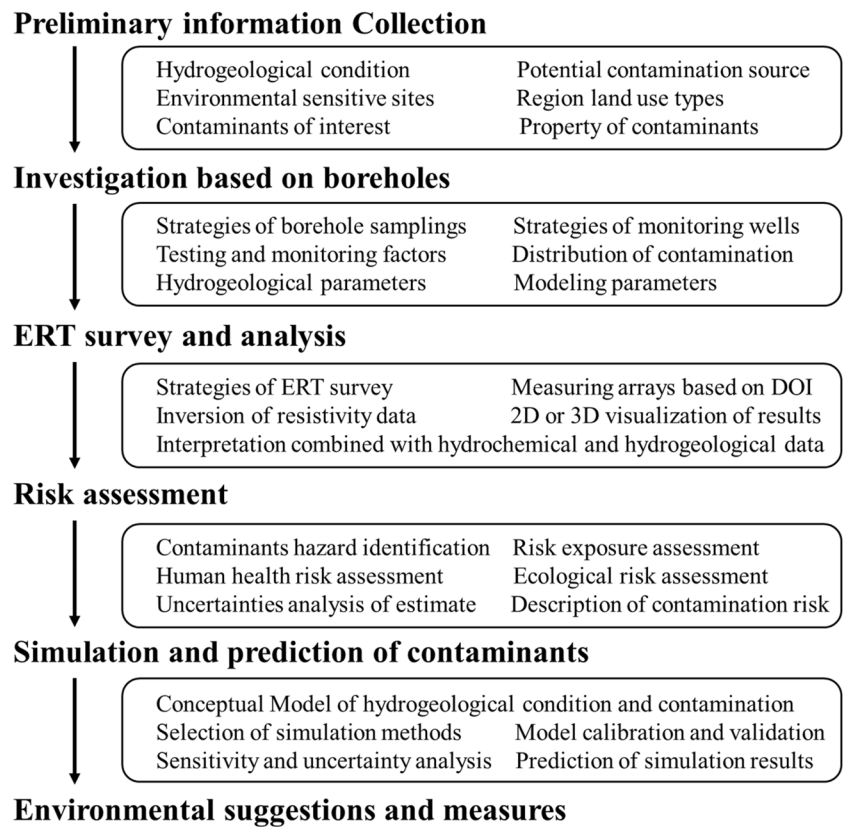 Preliminary information Collection
Hydrogeological condition Potential contamination source
Environmental sensitive sites Region land use types
Contaminants of interest Property of contaminants
Investigation based on boreholes
Strategies of borehole samplings Strategies of monitoring wells
Testing and monitoring factors Distribution of contamination
Hydrogeological parameters Modeling parameters
ERT survey and analysis
Strategies of ERT survey Measuring arrays based on DOI
Inversion of resistivity data 2D or 3D visualization of results
Interpretation combined with hydrochemical and hydrogeological data
Risk assessment
Contaminants hazard identification Risk exposure assessment
Human health risk assessment Ecological risk assessment
Uncertainties analysis of estimate Description of contamination risk
Simulation and prediction of contaminants
Conceptual Model of hydrogeological condition and contamination
Selection of simulation methods Model calibration and validation
Sensitivity and uncertainty analysis Prediction of simulation results
Environmental suggestions and measures